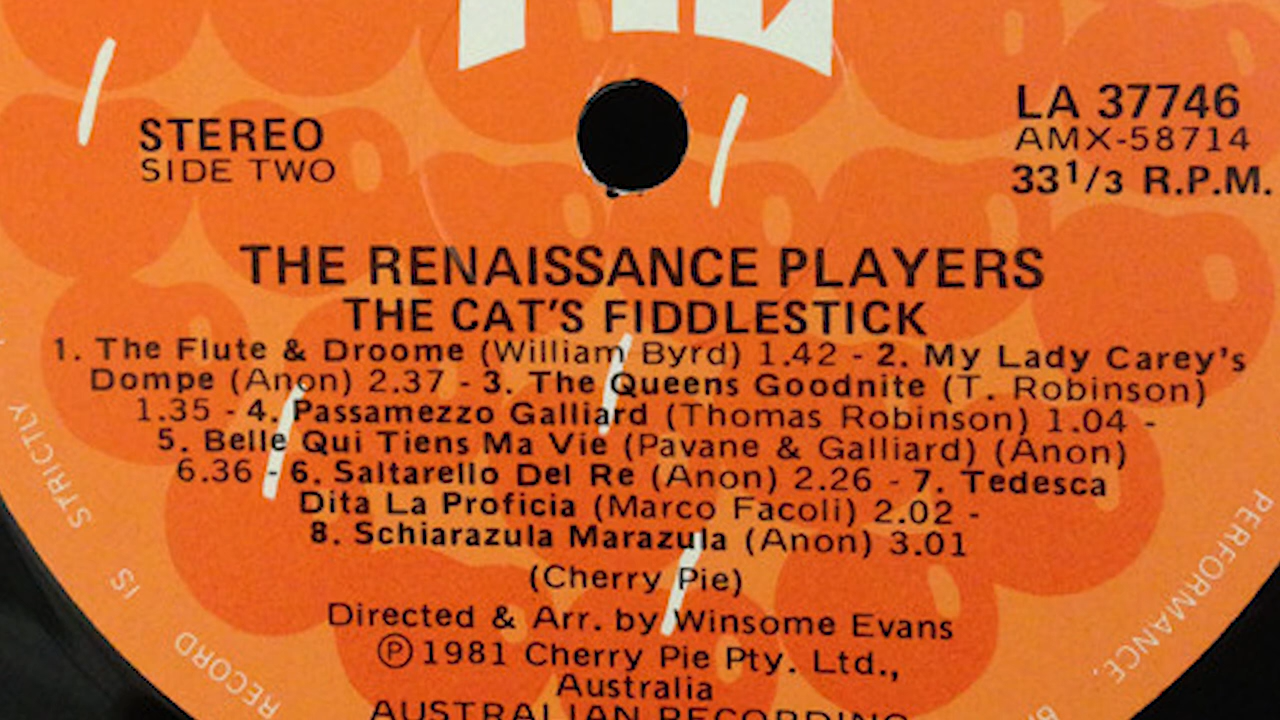 STEREO
SIDE TWO
LA 37746
AMX-58714
33 1/3 R.P.M.
THE RENAISSANCE PLAYERS
THE CAT'S FIDDLESTICK
1. The Flute & Droome (William Byrd) 1.42 - 2. My Lady Carey's
Dompe (Anon) 2.37 - 3. The Queens Goodnite (T. Robinson)
1.35 - 4. Passamezzo Galliard (Thomas Robinson) 1.04 -
5. Belle Qui Tiens Ma Vie (Pavane & Galliard) (Anon)
6.36 - 6. Saltarello Del Re (Anon) 2.26 - 7. Tedesca
Dita La Proficia (Marco Facoli) 2.02 -
8. Schiarazula Marazula (Anon) 3.01
(Cherry Pie)
Directed & Arr. by Winsome Evans
Ⓟ 1981 Cherry Pie Pty. Ltd.,
Australia
AUSTRALIAN RECORDING
PERFORMANCE.
RECORD IS STRICTLY